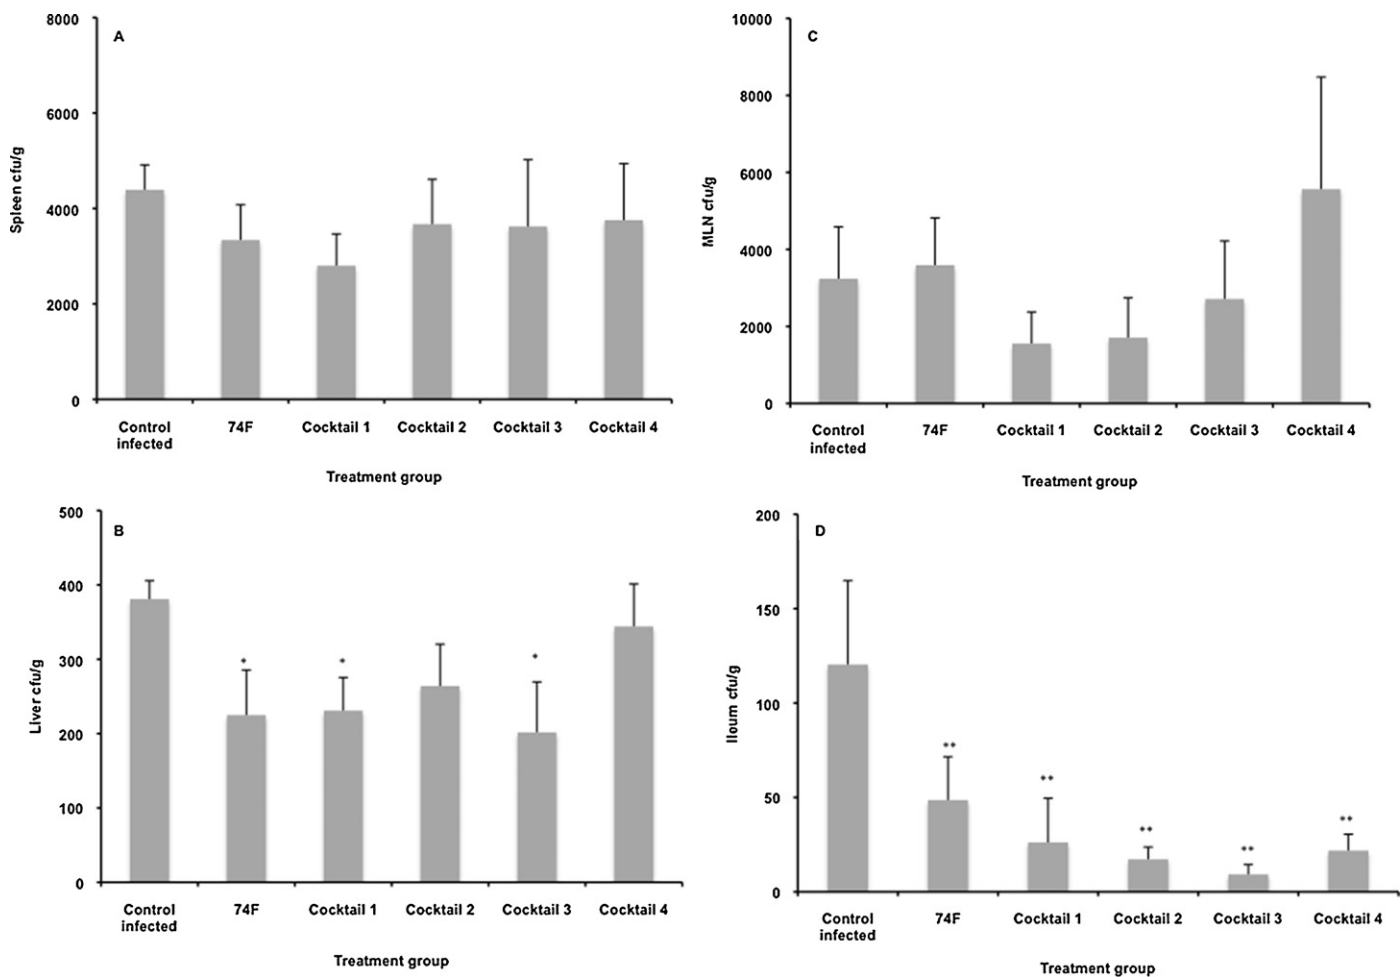 A
Spleen cfu/g
8000
6000
4000
2000
0
Control infected
74F
Cocktail 1
Cocktail 2
Cocktail 3
Cocktail 4
Treatment group
C
MLN cfu/g
10000
8000
6000
4000
2000
0
Control infected
74F
Cocktail 1
Cocktail 2
Cocktail 3
Cocktail 4
Treatment group
B
Liver cfu/g
500
400
300
200
100
0
*
*
*
Control infected
74F
Cocktail 1
Cocktail 2
Cocktail 3
Cocktail 4
Treatment group
D
Ileum cfu/g
200
150
100
50
0
**
**
**
**
**
Control infected
74F
Cocktail 1
Cocktail 2
Cocktail 3
Cocktail 4
Treatment group